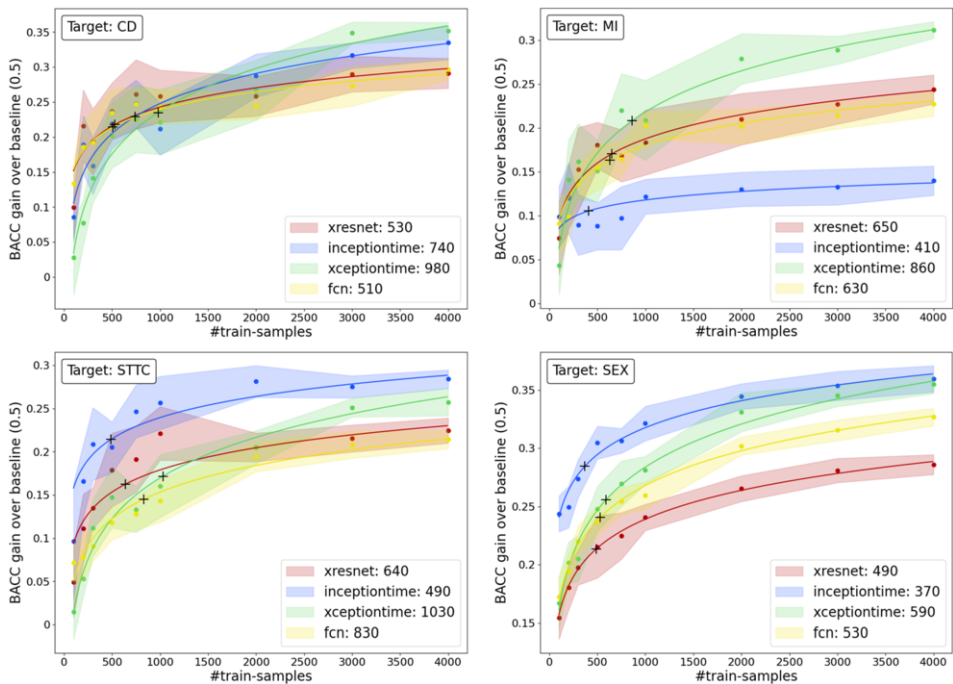 Target: CD
BACC gain over baseline (0.5)
0.35
0.3
0.25
0.2
0.15
0.1
0.05
0
xresnet: 530
inceptiontime: 740
xceptiontime: 980
fcn: 510
0 500 1000 1500 2000 2500 3000 3500 4000
#train-samples
Target: MI
BACC gain over baseline (0.5)
0.3
0.25
0.2
0.15
0.1
0.05
0
xresnet: 650
inceptiontime: 410
xceptiontime: 860
fcn: 630
0 500 1000 1500 2000 2500 3000 3500 4000
#train-samples
Target: STTC
BACC gain over baseline (0.5)
0.3
0.25
0.2
0.15
0.1
0.05
0
xresnet: 640
inceptiontime: 490
xceptiontime: 1030
fcn: 830
0 500 1000 1500 2000 2500 3000 3500 4000
#train-samples
Target: SEX
BACC gain over baseline (0.5)
0.35
0.3
0.25
0.2
0.15
xresnet: 490
inceptiontime: 370
xceptiontime: 590
fcn: 530
0 500 1000 1500 2000 2500 3000 3500 4000
#train-samples